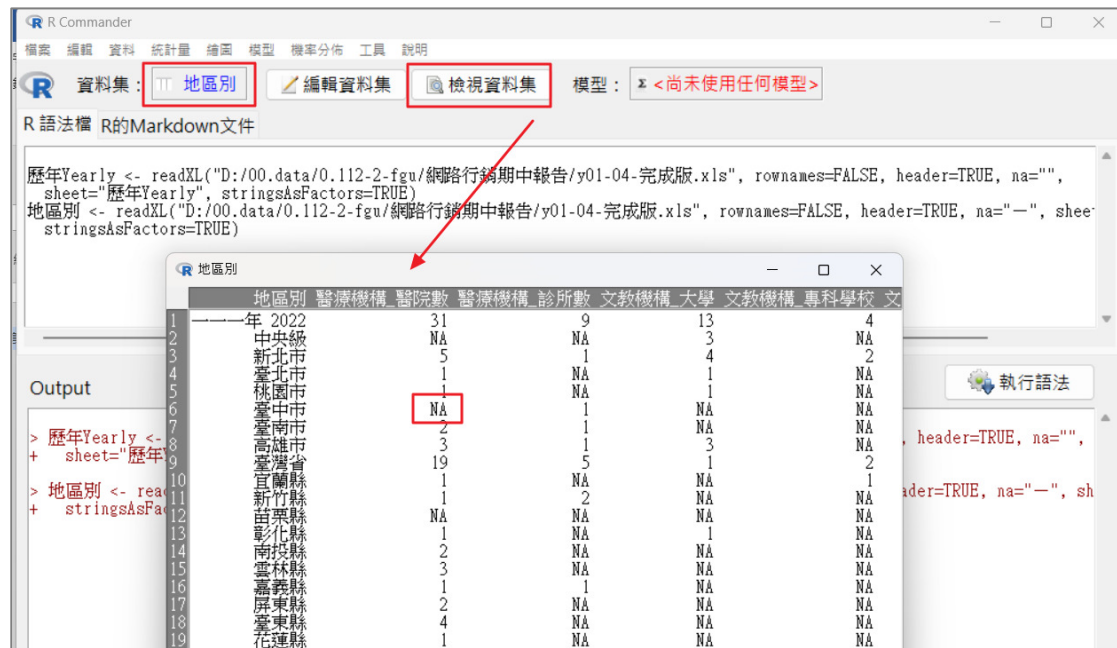 R Commander
檔案 編輯 資料 統計量 繪圖 模型 機率分佈 工具 說明
資料集： 地區別 編輯資料集 檢視資料集 模型： Σ <尚未使用任何模型>
R 語法檔 R的Markdown文件
歷年Yearly <- readXL("D:/00.data/0.112-2-fgu/網路行銷期中報告/y01-04-完成版.xls", rownames=FALSE, header=TRUE, na="",
sheet="歷年Yearly", stringsAsFactors=TRUE)
地區別 <- readXL("D:/00.data/0.112-2-fgu/網路行銷期中報告/y01-04-完成版.xls", rownames=FALSE, header=TRUE, na="－", shee
stringsAsFactors=TRUE)
地區別
地區別 醫療機構_醫院數 醫療機構_診所數 文教機構_大學 文教機構_專科學校 文
1 一一一年 2022 31 9 13 4
2 中央級 NA NA 3 NA
3 新北市 5 1 4 2
4 臺北市 1 NA 1 NA
5 桃園市 1 NA 1 NA
6 臺中市 NA 1 NA NA
7 臺南市 2 1 NA NA
8 高雄市 3 1 3 NA
9 臺灣省 19 5 1 2
10 宜蘭縣 1 NA NA 1
11 新竹縣 1 2 NA NA
12 苗栗縣 NA NA NA NA
13 彰化縣 1 NA 1 NA
14 南投縣 2 NA NA NA
15 雲林縣 3 NA NA NA
16 嘉義縣 1 1 NA NA
17 屏東縣 2 NA NA NA
18 臺東縣 4 NA NA NA
19 花蓮縣 1 NA NA NA
Output
執行語法
> 歷年Yearly <- , header=TRUE, na="",
+ sheet="歷年
> 地區別 <- rea ader=TRUE, na="－", sh
+ stringsAsFa